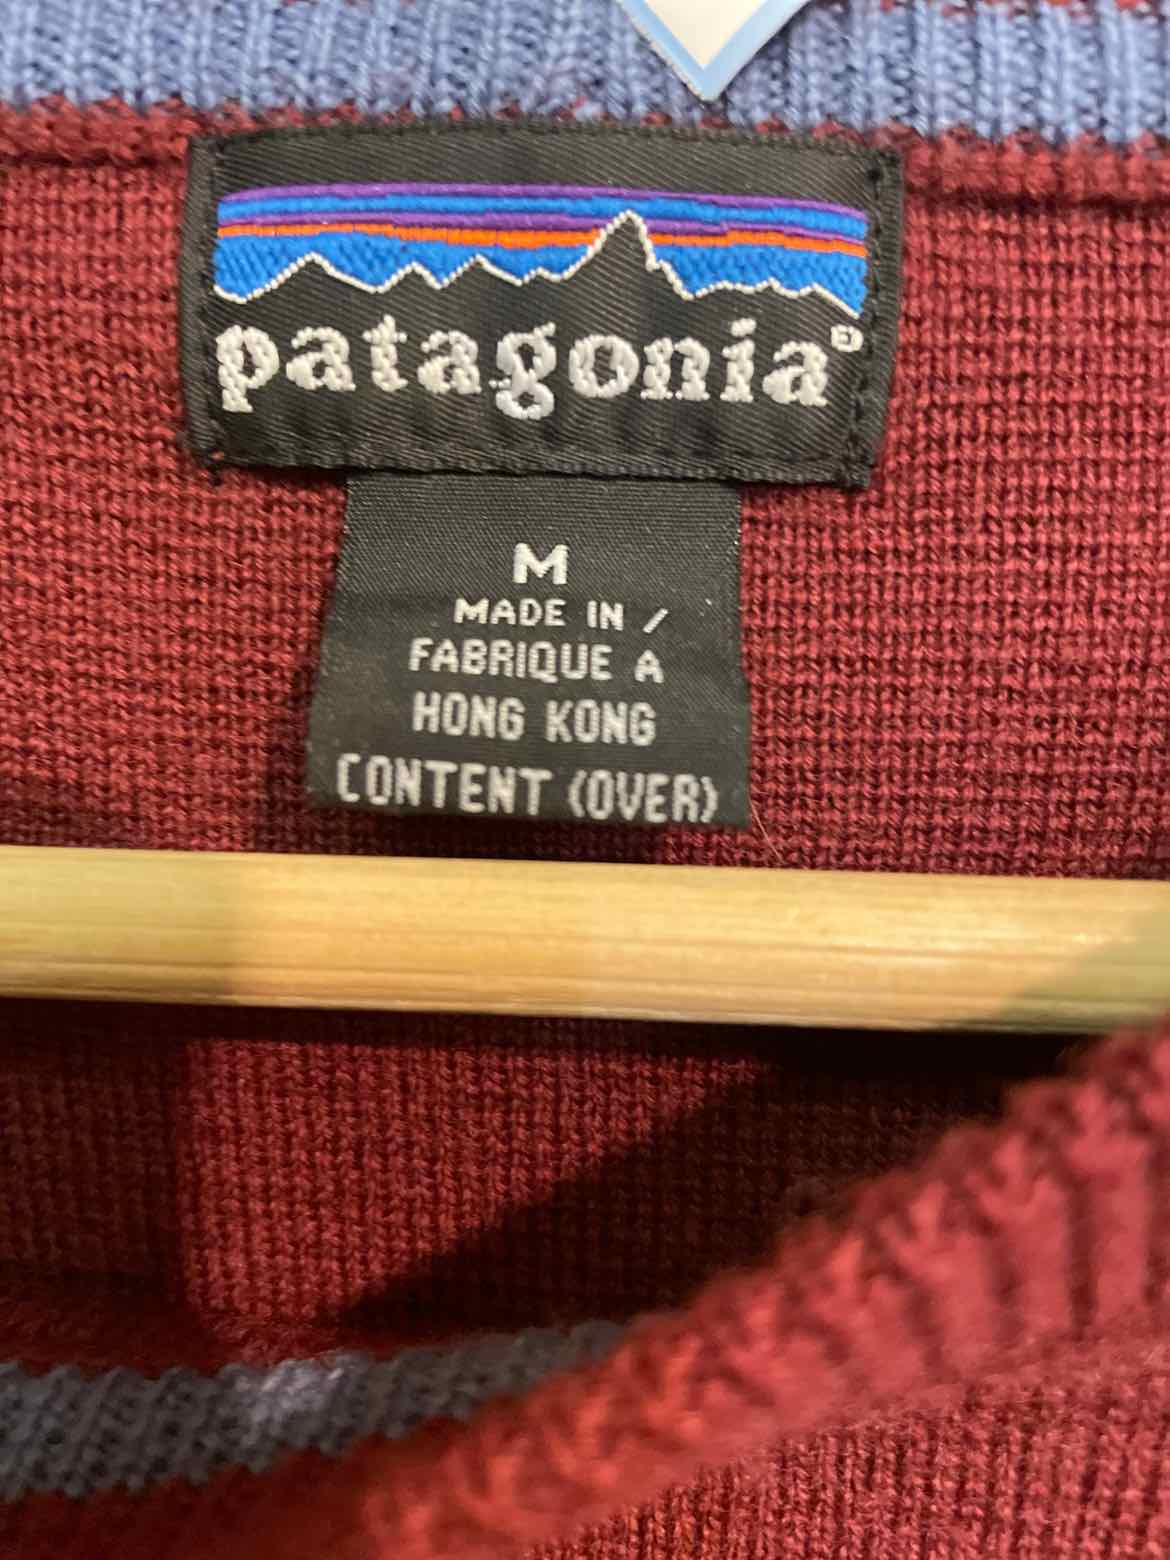 patagonia®
M
MADE IN /
FABRIQUE A
HONG KONG
CONTENT (OVER)